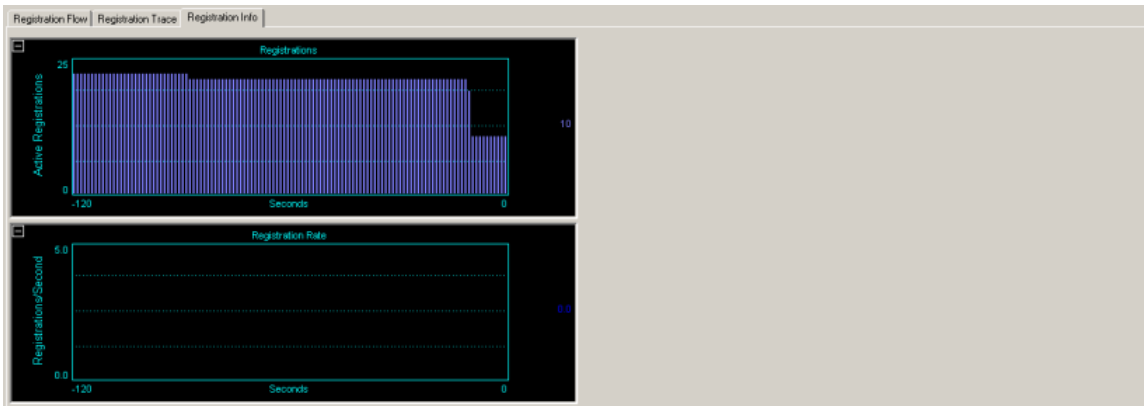 Registration Flow Registration Trace Registration Info
Registrations
25
Active Registrations
10
0
-120 Seconds 0
Registration Rate
5.0
Registrations/Second
0.0
0.0
-120 Seconds 0